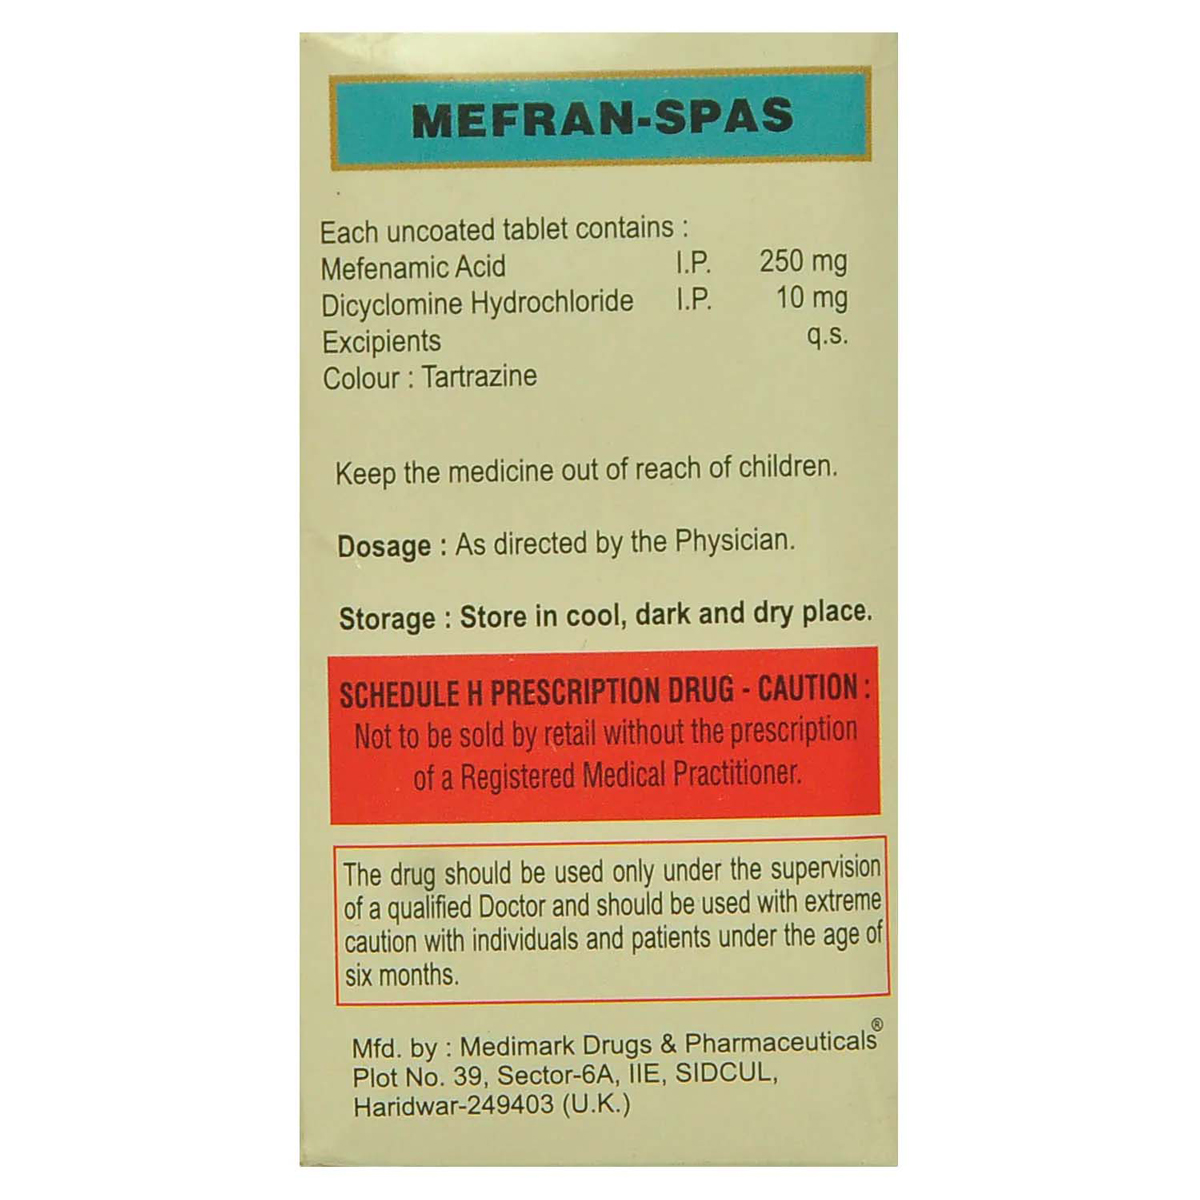 MEFRAN-SPAS
Each uncoated tablet contains :
Mefenamic Acid I.P. 250 mg
Dicyclomine Hydrochloride I.P. 10 mg
Excipients q.s.
Colour : Tartrazine
Keep the medicine out of reach of children.
Dosage : As directed by the Physician.
Storage : Store in cool, dark and dry place.
SCHEDULE H PRESCRIPTION DRUG - CAUTION :
Not to be sold by retail without the prescription
of a Registered Medical Practitioner.
The drug should be used only under the supervision
of a qualified Doctor and should be used with extreme
caution with individuals and patients under the age of
six months.
Mfd. by : Medimark Drugs & Pharmaceuticals®
Plot No. 39, Sector-6A, IIE, SIDCUL,
Haridwar-249403 (U.K.)